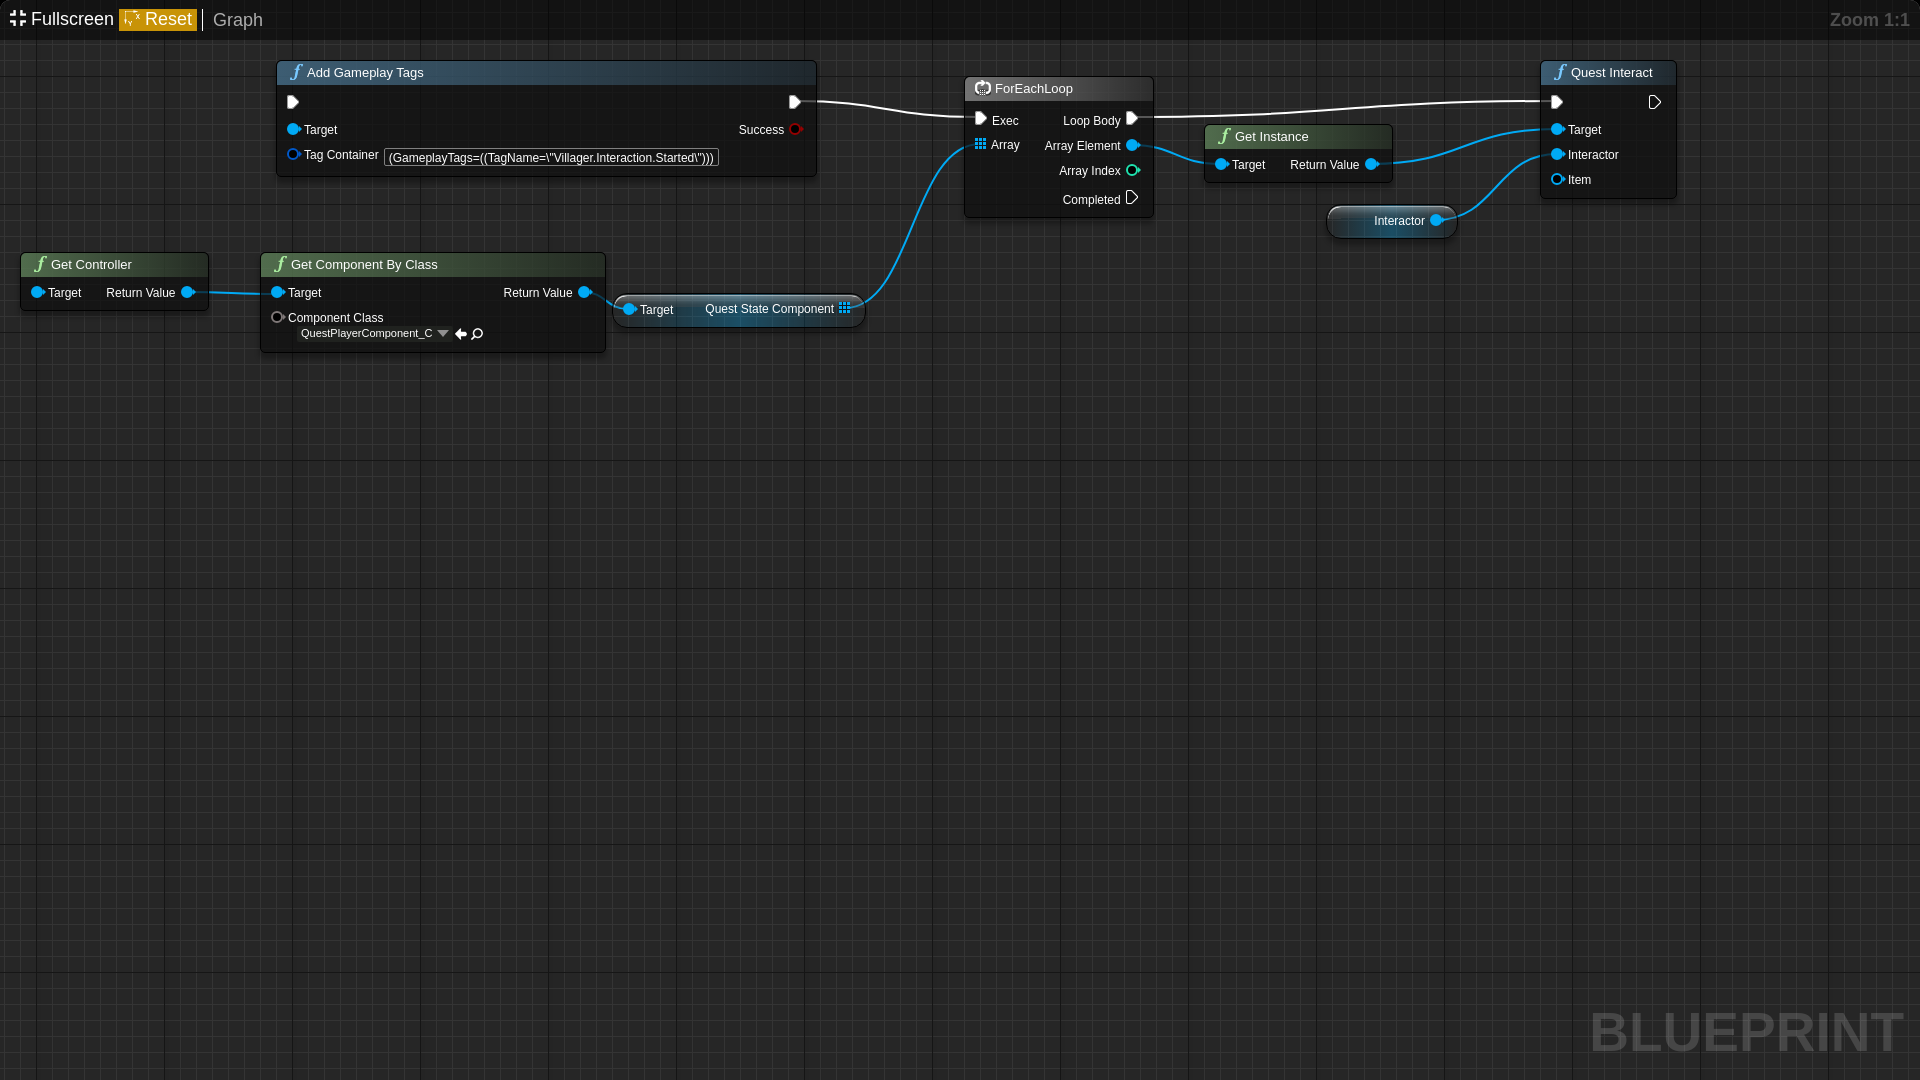 Fullscreen Reset Graph
Zoom 1:1
Add Gameplay Tags
Target
Success
Tag Container (GameplayTags=((TagName=\"Villager.Interaction.Started\")))
ForEachLoop
Exec Loop Body
Array Array Element
Array Index
Completed
Get Instance
Target Return Value
Quest Interact
Target
Interactor
Item
Interactor
Get Controller
Target Return Value
Get Component By Class
Target Return Value
Component Class
QuestPlayerComponent_C
Target Quest State Component
BLUEPRINT